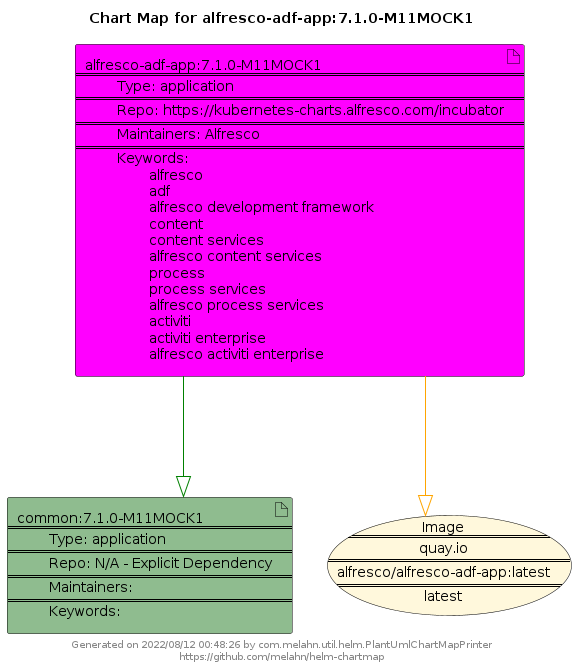 Chart Map for alfresco-adf-app:7.1.0-M11MOCK1
alfresco-adf-app:7.1.0-M11MOCK1
Type: application
Repo: https://kubernetes-charts.alfresco.com/incubator
Maintainers: Alfresco
Keywords:
alfresco
adf
alfresco development framework
content
content services
alfresco content services
process
process services
alfresco process services
activiti
activiti enterprise
alfresco activiti enterprise
common:7.1.0-M11MOCK1
Type: application
Repo: N/A - Explicit Dependency
Maintainers:
Keywords:
Image
quay.io
alfresco/alfresco-adf-app:latest
latest
Generated on 2022/08/12 00:48:26 by com.melahn.util.helm.PlantUmlChartMapPrinter
https://github.com/melahn/helm-chartmap